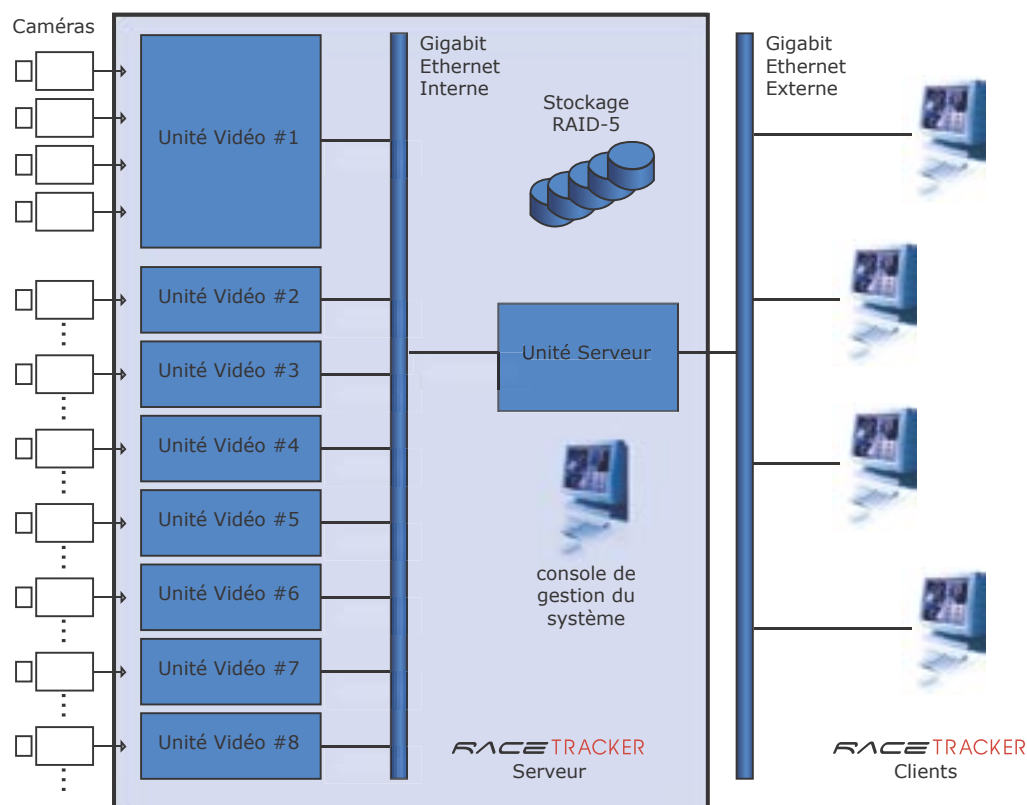 Caméras
Gigabit
Ethernet
Interne
Gigabit
Ethernet
Externe
Stockage
RAID-5
Unité Vidéo #1
Unité Vidéo #2
Unité Vidéo #3
Unité Vidéo #4
Unité Vidéo #5
Unité Vidéo #6
Unité Vidéo #7
Unité Vidéo #8
Unité Serveur
console de
gestion du
système
RACETRACKER
Serveur
RACETRACKER
Clients